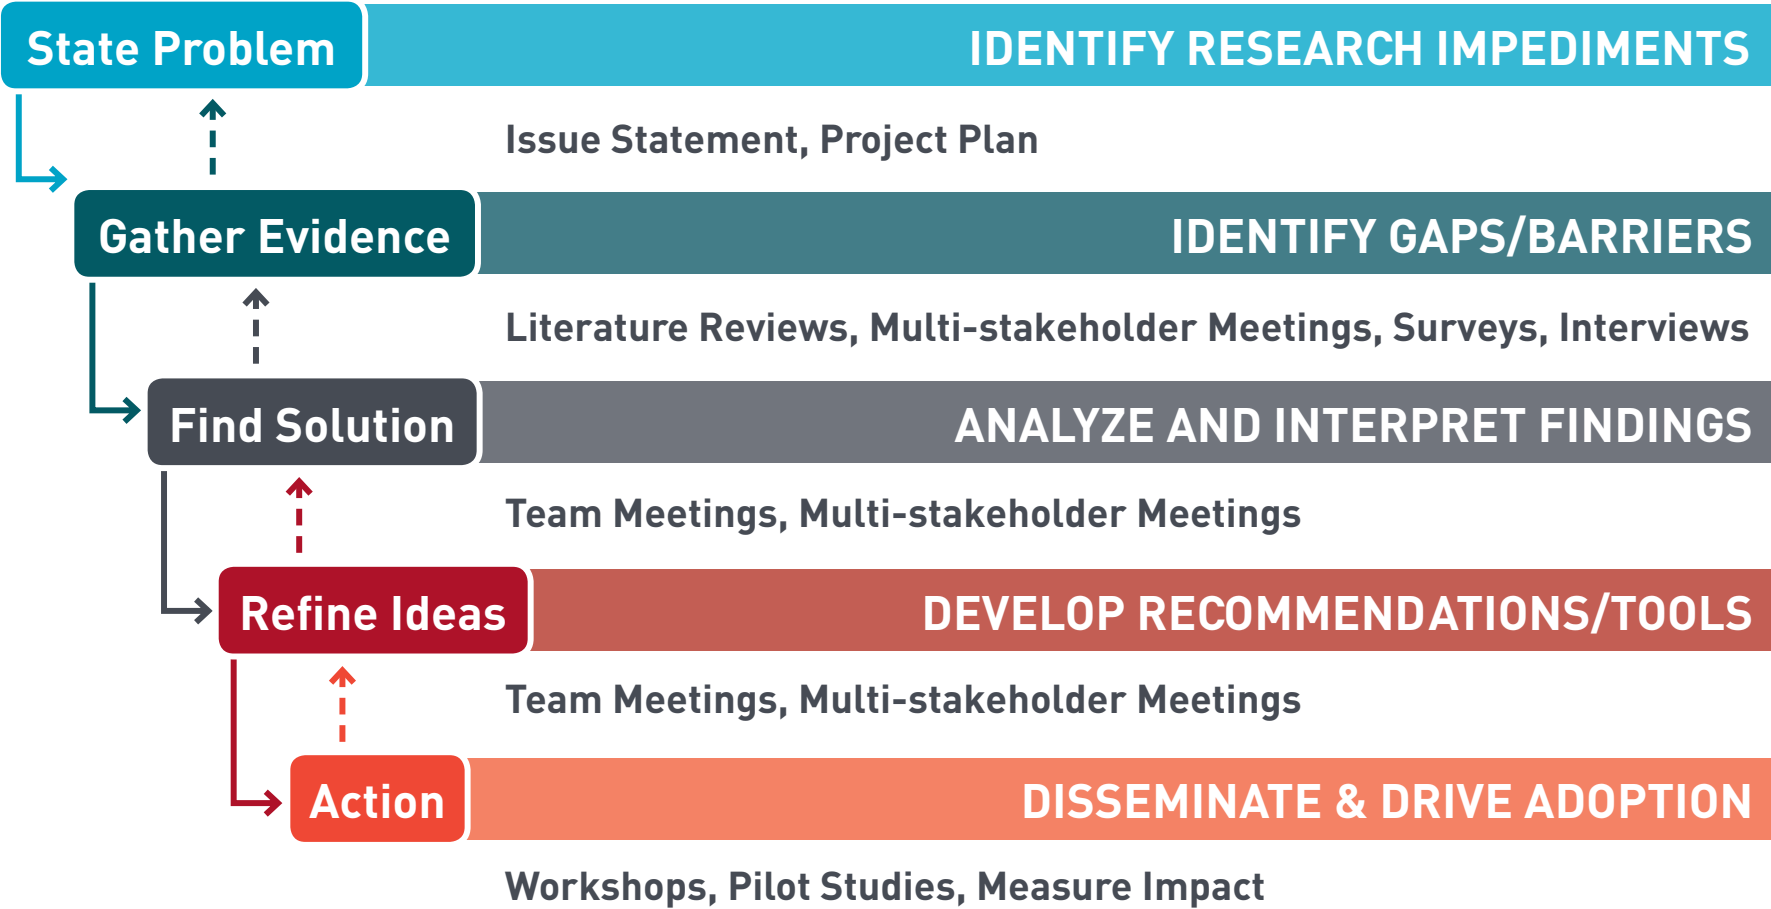 State Problem
IDENTIFY RESEARCH IMPEDIMENTS
Issue Statement, Project Plan
Gather Evidence
IDENTIFY GAPS/BARRIERS
Literature Reviews, Multi-stakeholder Meetings, Surveys, Interviews
Find Solution
ANALYZE AND INTERPRET FINDINGS
Team Meetings, Multi-stakeholder Meetings
Refine Ideas
DEVELOP RECOMMENDATIONS/TOOLS
Team Meetings, Multi-stakeholder Meetings
Action
DISSEMINATE & DRIVE ADOPTION
Workshops, Pilot Studies, Measure Impact